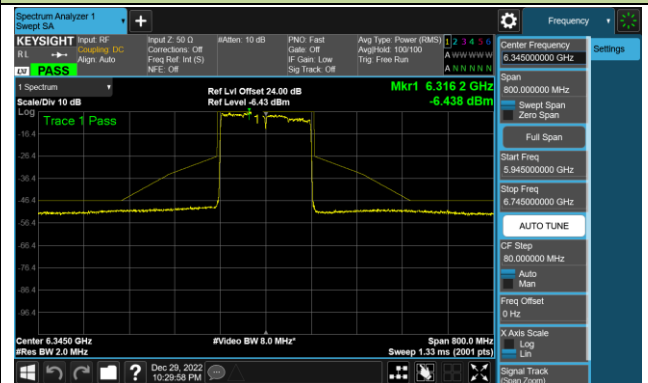 Spectrum Analyzer 1
Swept SA
Frequency
KEYSIGHT Input: RF Input Z: 50 Ω #Atten: 10 dB PNO: Fast Avg Type: Power (RMS) 1 2 3 4 5 6
RL Coupling: DC Corrections: Off Gate: Off Avg|Hold: 100/100 A W W W W W
Align: Auto Freq Ref: Int (S) IF Gain: Low Trig: Free Run
LXI PASS NFE: Off Sig Track: Off A N N N N N
1 Spectrum
Scale/Div 10 dB
Ref Lvl Offset 24.00 dB
Ref Level -6.43 dBm
Mkr1 6.316 2 GHz
-6.438 dBm
Log
Trace 1 Pass
1
-16.4
-26.4
-36.4
-46.4
-56.4
-66.4
-76.4
-86.4
-96.4
Center 6.3450 GHz
#Res BW 2.0 MHz
#Video BW 8.0 MHz*
Span 800.0 MHz
Sweep 1.33 ms (2001 pts)
Center Frequency
6.345000000 GHz
Settings
Span
800.000000 MHz
Swept Span
Zero Span
Full Span
Start Freq
5.945000000 GHz
Stop Freq
6.745000000 GHz
AUTO TUNE
CF Step
80.000000 MHz
Auto
Man
Freq Offset
0 Hz
X Axis Scale
Log
Lin
Signal Track
(Span Zoom)
Dec 29, 2022
10:29:58 PM